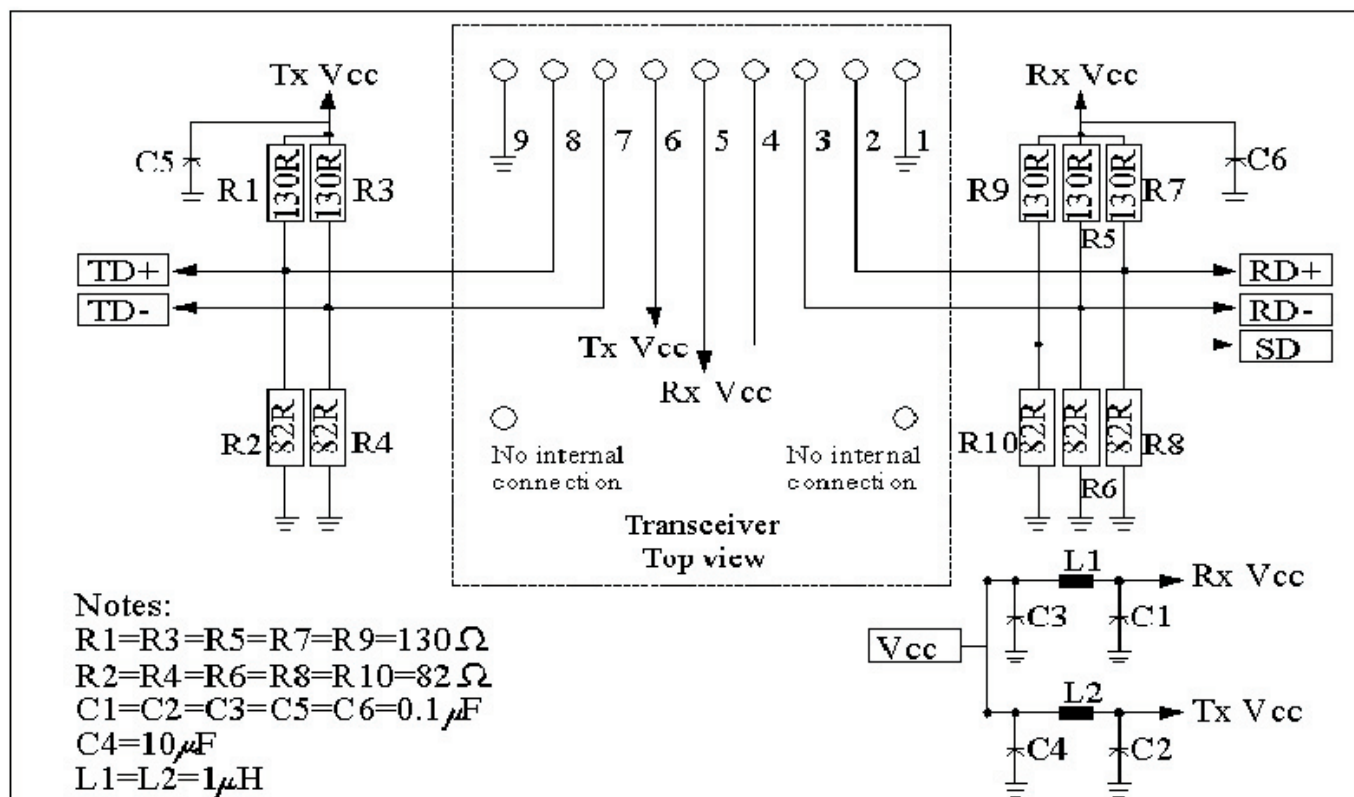 Tx Vcc
Rx Vcc
9 8 7 6 5 4 3 2 1
C5
R1
130R
130R
R3
R9
130R
130R
130R
R7
C6
R5
TD+
RD+
TD-
RD-
SD
Tx Vcc
Rx Vcc
R2
82R
82R
R4
R10
82R
82R
82R
R8
R6
No internal
connection
No internal
connection
Transceiver
Top view
L1
Rx Vcc
C3
C1
Vcc
L2
Tx Vcc
C4
C2
Notes:
R1=R3=R5=R7=R9=130Ω
R2=R4=R6=R8=R10=82Ω
C1=C2=C3=C5=C6=0.1µF
C4=10µF
L1=L2=1µH